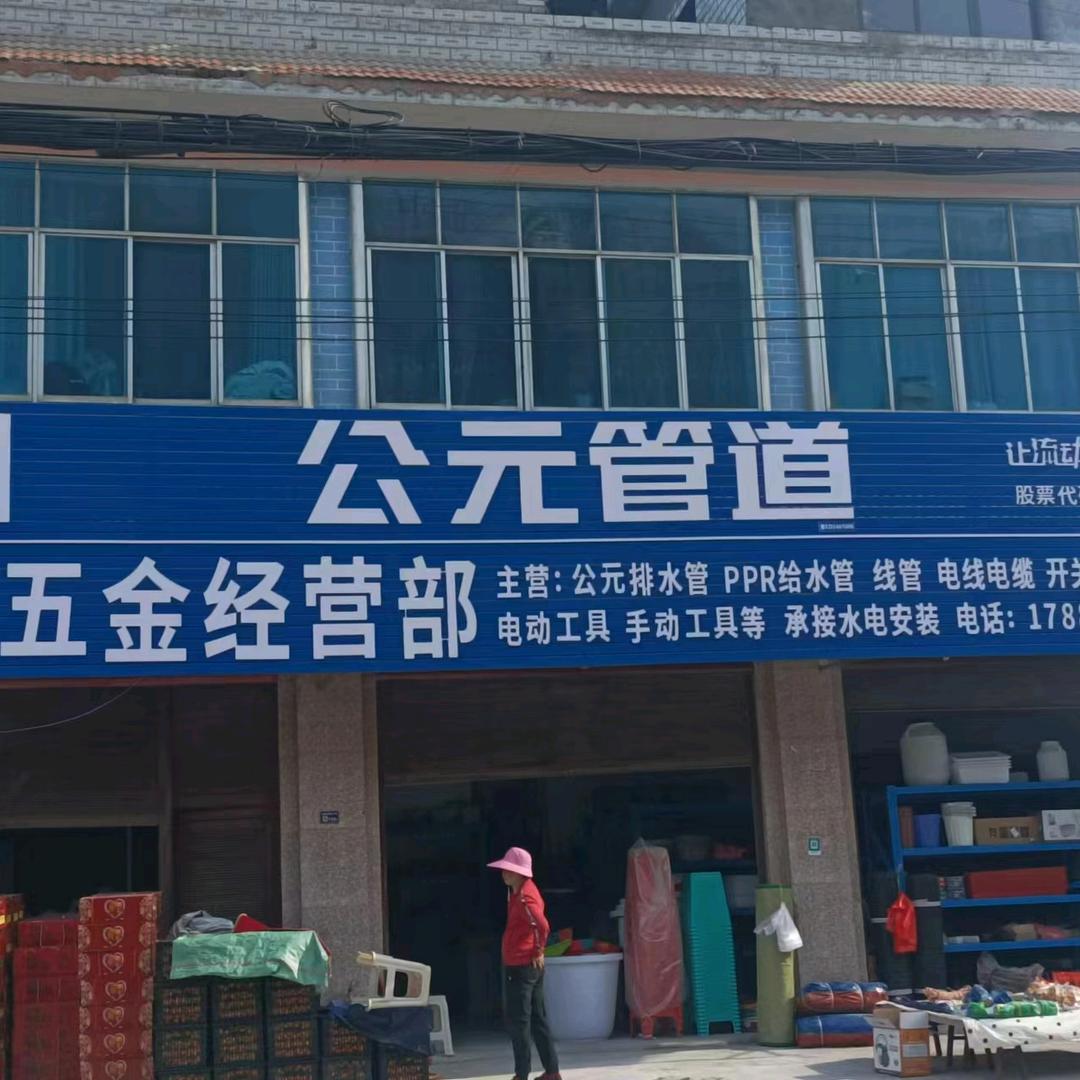 公元管道
让流动
股票代
五金经营部
主营：公元排水管 PPR给水管 线管 电线电缆 开关
电动工具 手动工具等 承接水电安装 电话：178